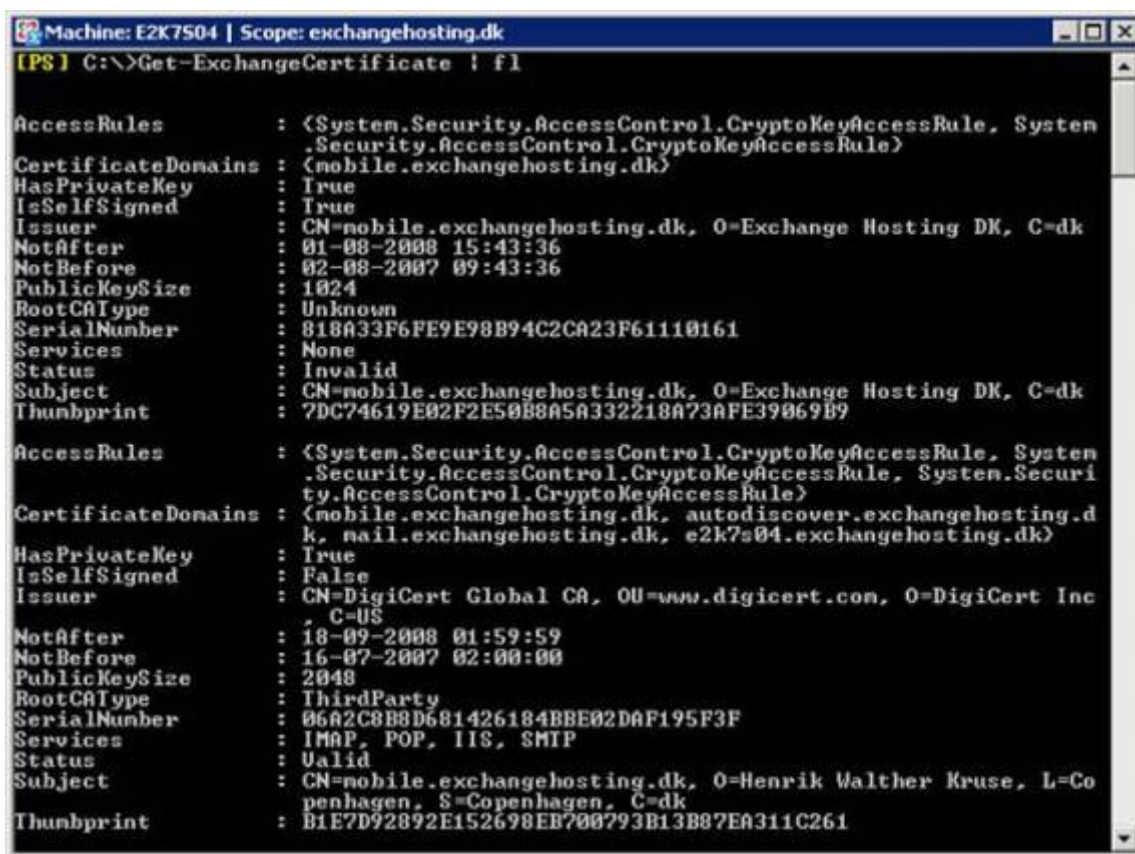 Machine: E2K7S04 | Scope: exchangehosting.dk
[PS] C:\>Get-ExchangeCertificate | fl
AccessRules : {System.Security.AccessControl.CryptoKeyAccessRule, System
.Security.AccessControl.CryptoKeyAccessRule}
CertificateDomains : {mobile.exchangehosting.dk}
HasPrivateKey : True
IsSelfSigned : True
Issuer : CN=mobile.exchangehosting.dk, O=Exchange Hosting DK, C=dk
NotAfter : 01-08-2008 15:43:36
NotBefore : 02-08-2007 09:43:36
PublicKeySize : 1024
RootCAType : Unknown
SerialNumber : 818A33F6FE9E98B94C2CA23F61110161
Services : None
Status : Invalid
Subject : CN=mobile.exchangehosting.dk, O=Exchange Hosting DK, C=dk
Thumbprint : 7DC74619E02F2E50B8A5A332218A73AFE39069B9
AccessRules : {System.Security.AccessControl.CryptoKeyAccessRule, System
.Security.AccessControl.CryptoKeyAccessRule, System.Securi
ty.AccessControl.CryptoKeyAccessRule}
CertificateDomains : {mobile.exchangehosting.dk, autodiscover.exchangehosting.d
k, mail.exchangehosting.dk, e2k7s04.exchangehosting.dk}
HasPrivateKey : True
IsSelfSigned : False
Issuer : CN=DigiCert Global CA, OU=www.digicert.com, O=DigiCert Inc
, C=US
NotAfter : 18-09-2008 01:59:59
NotBefore : 16-07-2007 02:00:00
PublicKeySize : 2048
RootCAType : ThirdParty
SerialNumber : 06A2C8B8D681426184BBE02DAF195F3F
Services : IMAP, POP, IIS, SMTP
Status : Valid
Subject : CN=mobile.exchangehosting.dk, O=Henrik Walther Kruse, L=Co
penhagen, S=Copenhagen, C=dk
Thumbprint : B1E7D92892E152698EB700793B13B87EA311C261